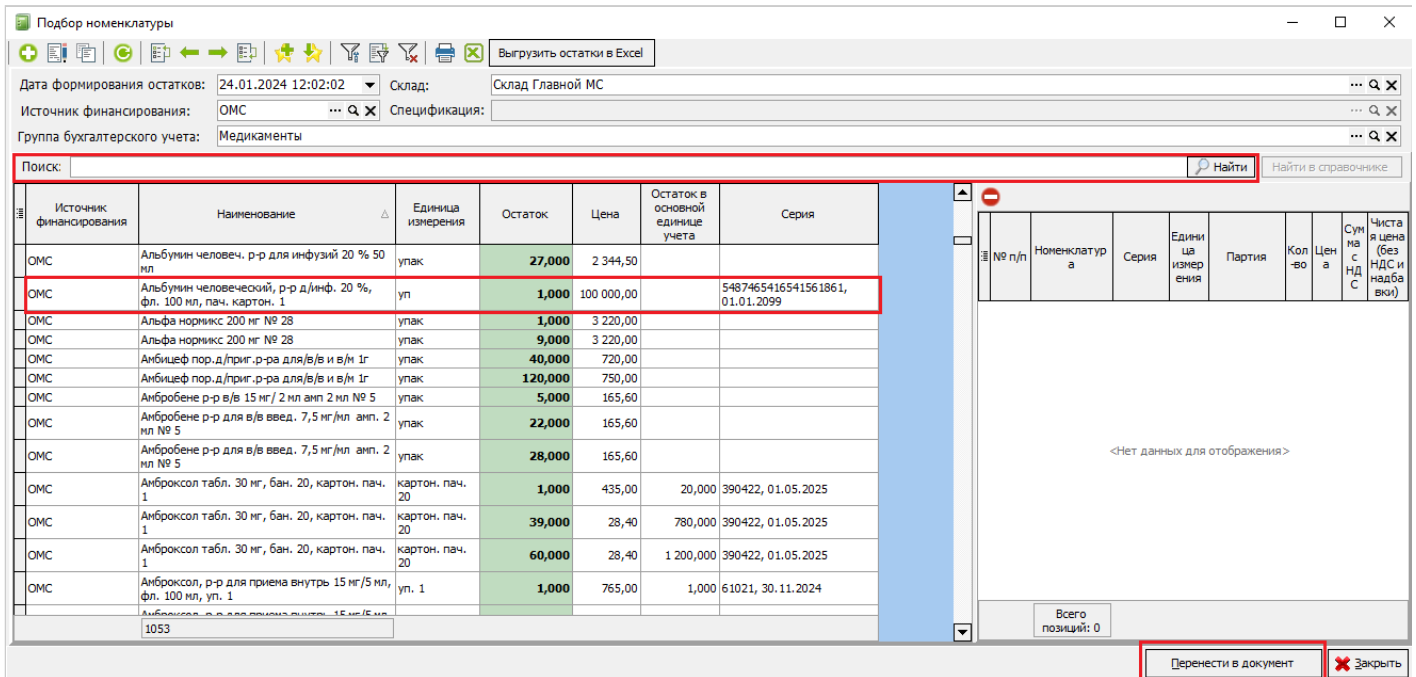 Подбор номенклатуры
Выгрузить остатки в Excel
Дата формирования остатков: 24.01.2024 12:02:02 Склад: Склад Главной МС
Источник финансирования: ОМС Спецификация:
Группа бухгалтерского учета: Медикаменты
Поиск: Найти Найти в справочнике
Источник финансирования Наименование Единица измерения Остаток Цена Остаток в основной единице учета Серия
ОМС Альбумин человеч. р-р для инфузий 20 % 50 мл упак 27,000 2 344,50
ОМС Альбумин человеческий, р-р д/инф. 20 %, фл. 100 мл, пач. картон. 1 уп 1,000 100 000,00 5487465416541561861, 01.01.2099
ОМС Альфа нормикс 200 мг № 28 упак 1,000 3 220,00
ОМС Альфа нормикс 200 мг № 28 упак 9,000 3 220,00
ОМС Амбицеф пор.д/приг.р-ра для/в/в и в/м 1г упак 40,000 720,00
ОМС Амбицеф пор.д/приг.р-ра для/в/в и в/м 1г упак 120,000 750,00
ОМС Амбробене р-р в/в 15 мг/ 2 мл амп 2 мл № 5 упак 5,000 165,60
ОМС Амбробене р-р для в/в введ. 7,5 мг/мл амп. 2 мл № 5 упак 22,000 165,60
ОМС Амбробене р-р для в/в введ. 7,5 мг/мл амп. 2 мл № 5 упак 28,000 165,60
ОМС Амброксол табл. 30 мг, бан. 20, картон. пач. 1 картон. пач. 20 1,000 435,00 20,000 390422, 01.05.2025
ОМС Амброксол табл. 30 мг, бан. 20, картон. пач. 1 картон. пач. 20 39,000 28,40 780,000 390422, 01.05.2025
ОМС Амброксол табл. 30 мг, бан. 20, картон. пач. 1 картон. пач. 20 60,000 28,40 1 200,000 390422, 01.05.2025
ОМС Амброксол, р-р для приема внутрь 15 мг/5 мл, фл. 100 мл, уп. 1 уп. 1 1,000 765,00 1,000 61021, 30.11.2024
1053
№ п/п Номенклатура Серия Единица измерения Партия Кол-во Цена Сумма с НДС Чистая цена (без НДС и надбавки)
<Нет данных для отображения>
Всего позиций: 0
Перенести в документ Закрыть